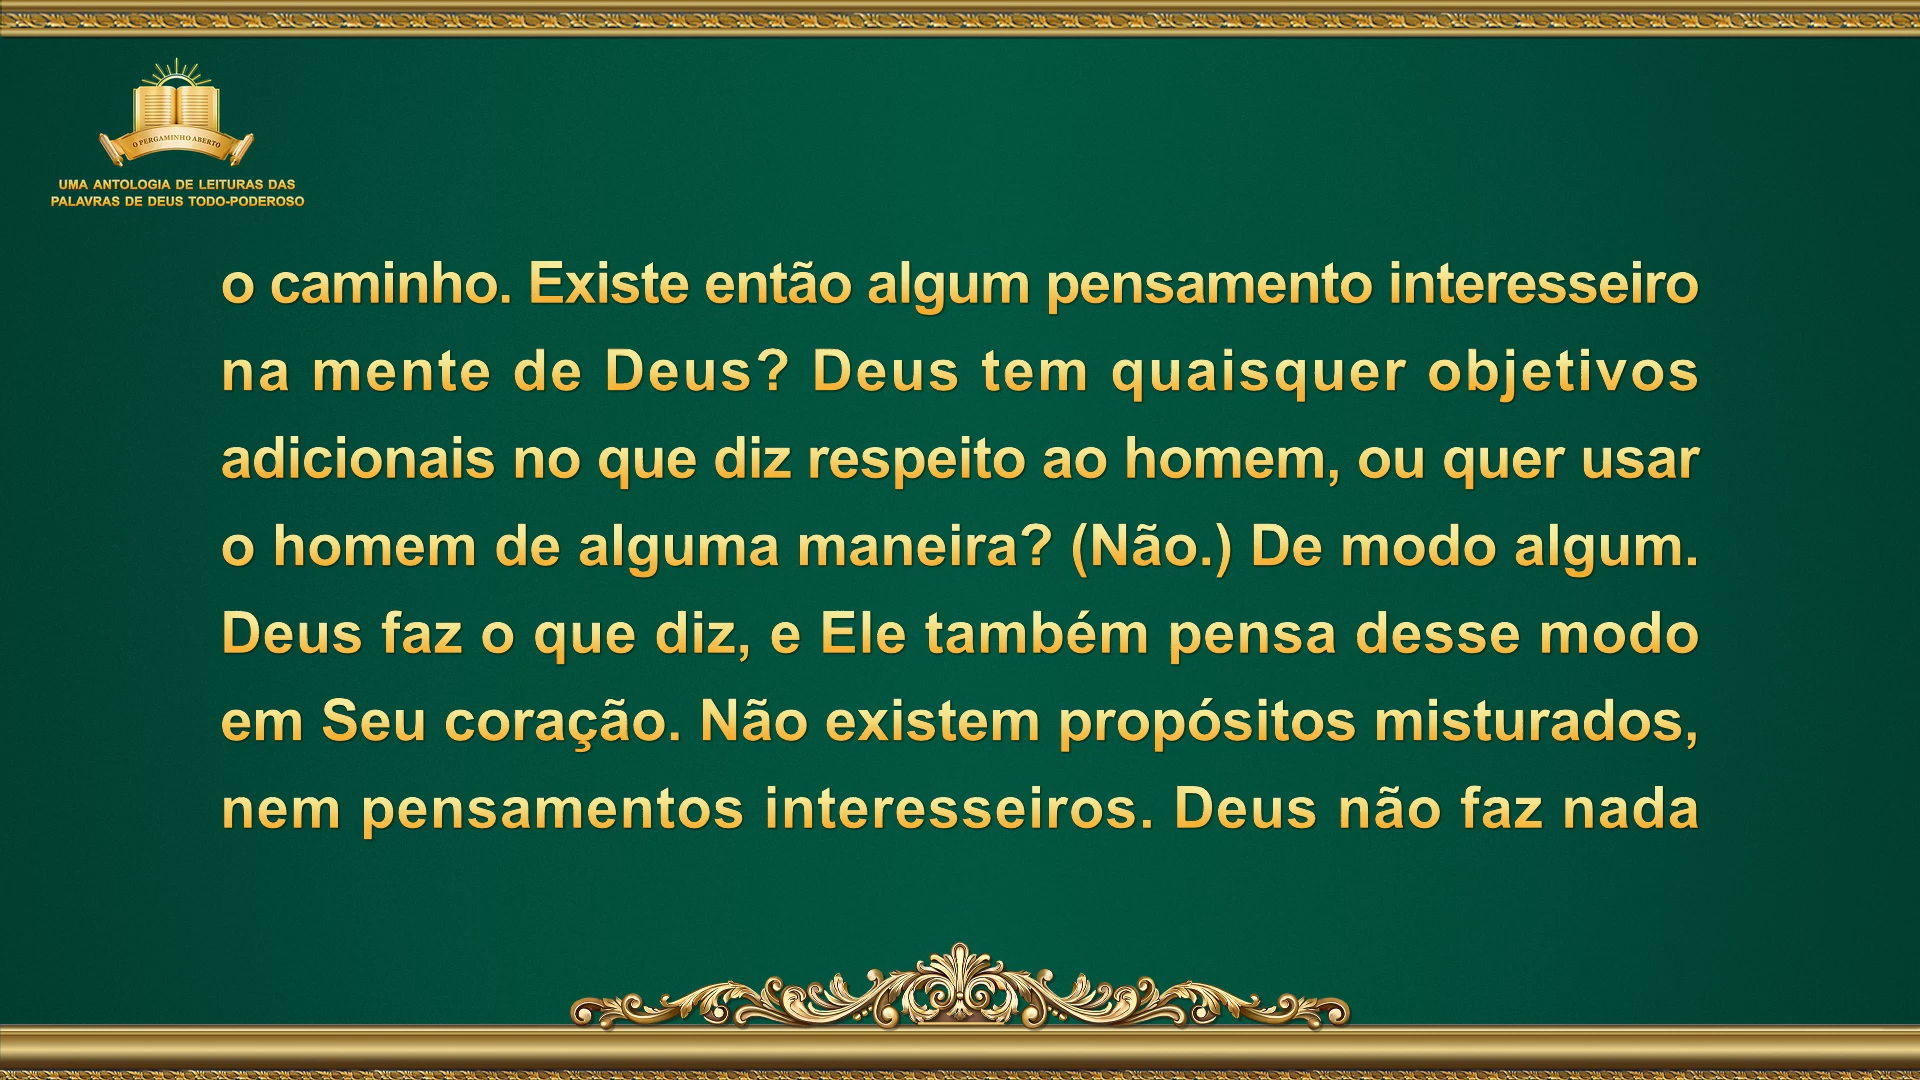 O PERGAMINHO ABERTO
UMA ANTOLOGIA DE LEITURAS DAS
PALAVRAS DE DEUS TODO-PODEROSO
o caminho. Existe então algum pensamento interesseiro
na mente de Deus? Deus tem quaisquer objetivos
adicionais no que diz respeito ao homem, ou quer usar
o homem de alguma maneira? (Não.) De modo algum.
Deus faz o que diz, e Ele também pensa desse modo
em Seu coração. Não existem propósitos misturados,
nem pensamentos interesseiros. Deus não faz nada